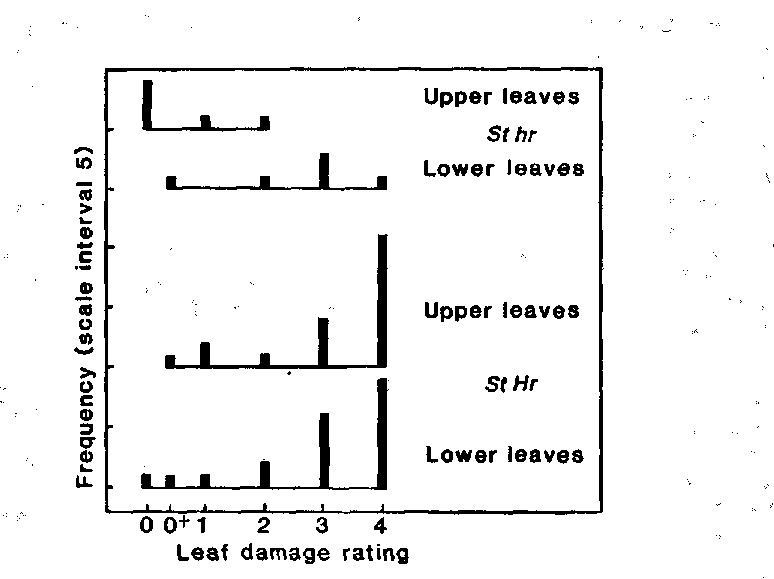 Upper leaves
St hr
Lower leaves
Upper leaves
St Hr
Lower leaves
Frequency (scale interval 5)
0 0+ 1 2 3 4
Leaf damage rating